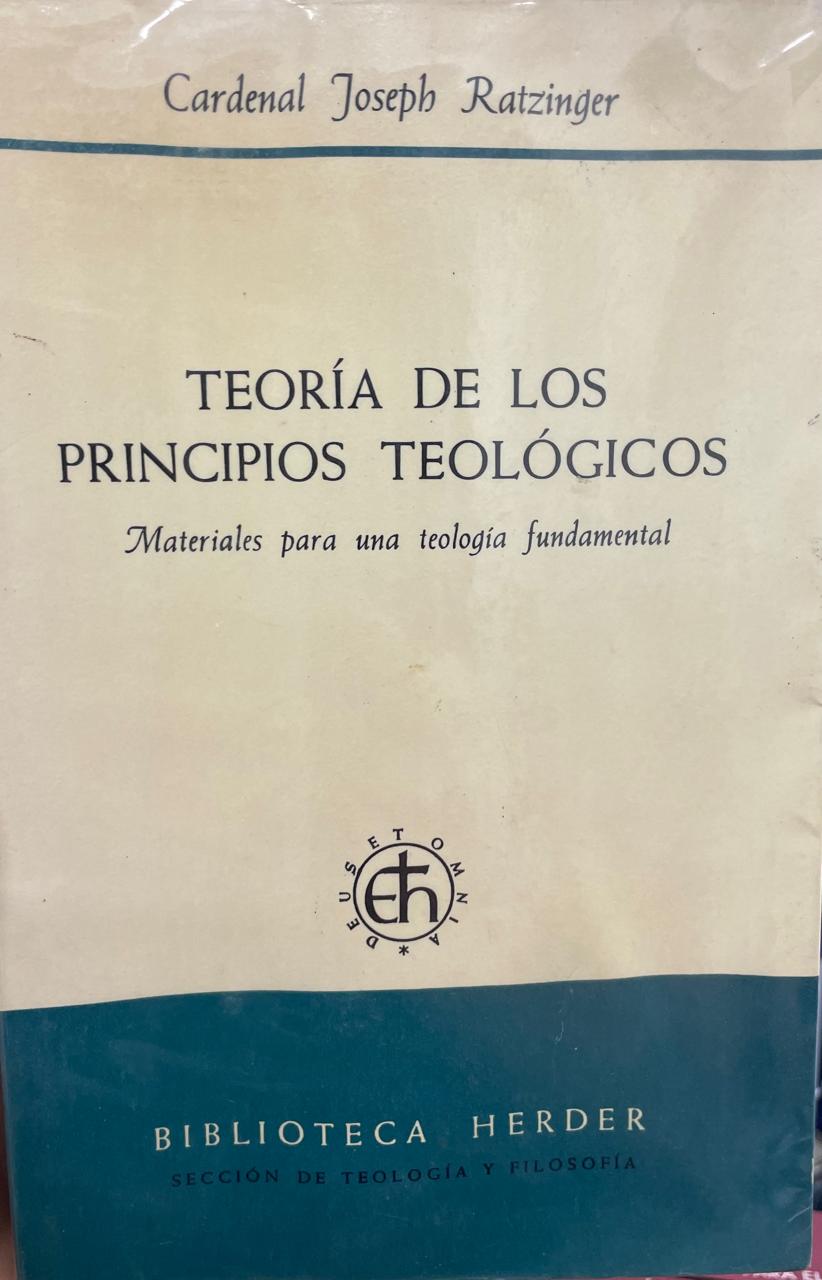 Cardenal Joseph Ratzinger
TEORÍA DE LOS
PRINCIPIOS TEOLÓGICOS
Materiales para una teología fundamental
DEUS ET OMNIA *
Eh
BIBLIOTECA HERDER
SECCIÓN DE TEOLOGÍA Y FILOSOFÍA